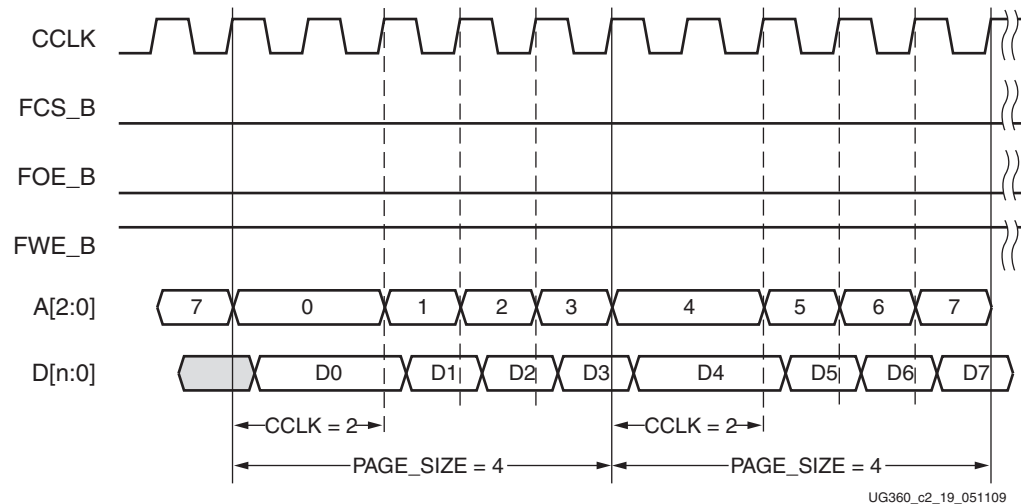 CCLK
FCS_B
FOE_B
FWE_B
A[2:0] 7 0 1 2 3 4 5 6 7
D[n:0] D0 D1 D2 D3 D4 D5 D6 D7
CCLK = 2 CCLK = 2
PAGE_SIZE = 4 PAGE_SIZE = 4
UG360_c2_19_051109